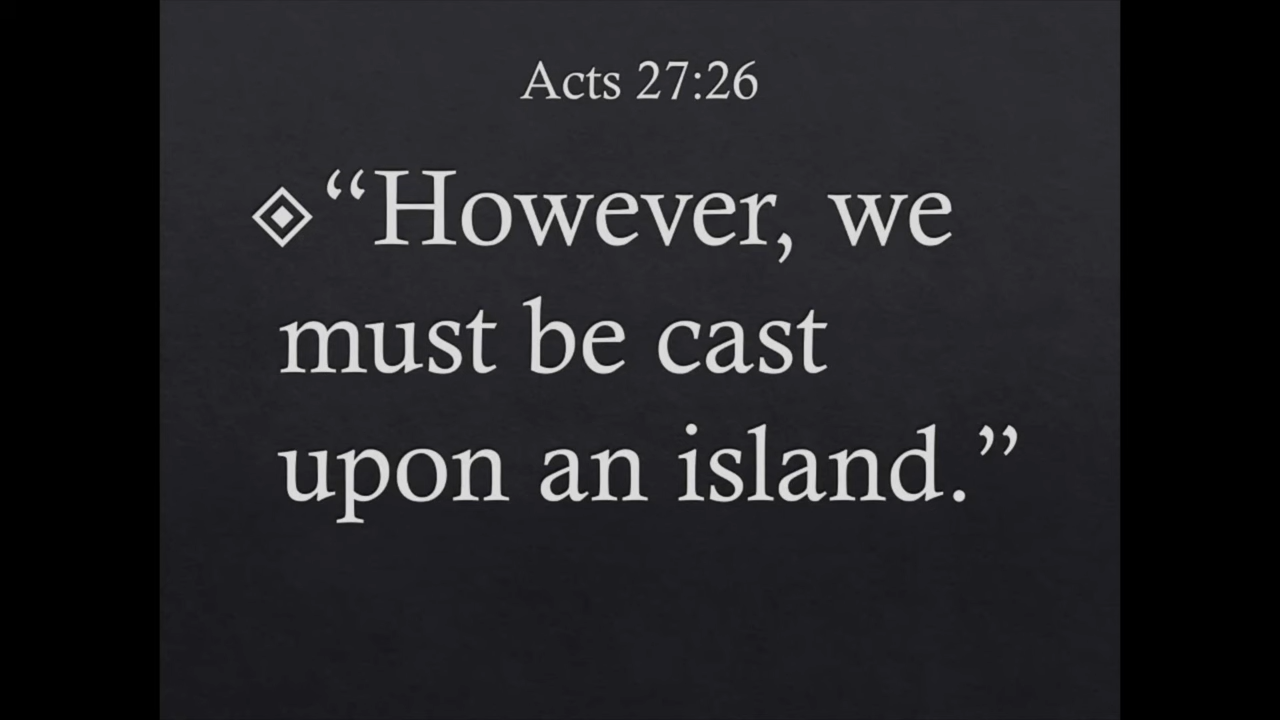 Acts 27:26
“However, we
must be cast
upon an island.”